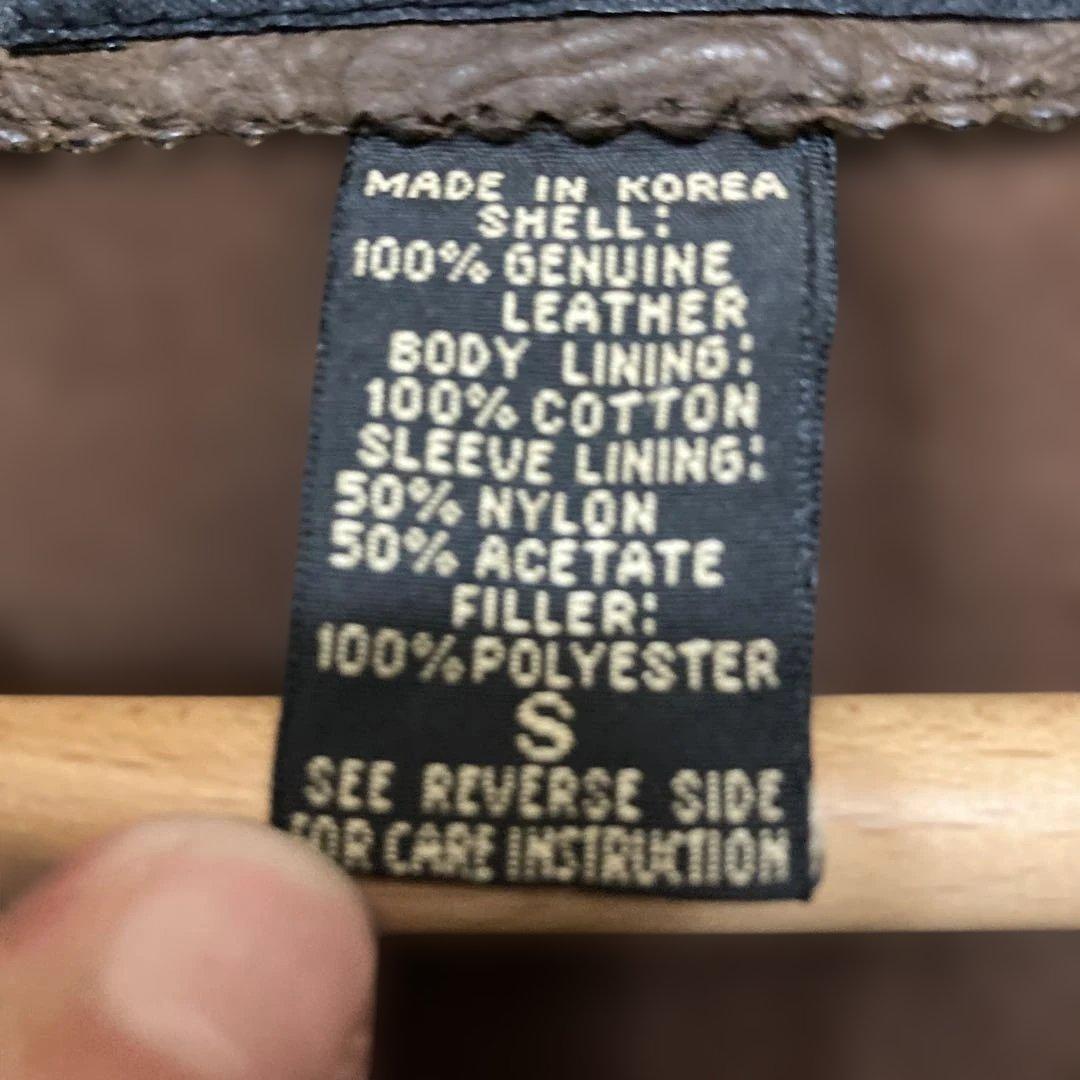 MADE IN KOREA
SHELL:
100% GENUINE
LEATHER
BODY LINING:
100% COTTON
SLEEVE LINING:
50% NYLON
50% ACETATE
FILLER:
100% POLYESTER
S
SEE REVERSE SIDE
FOR CARE INSTRUCTION